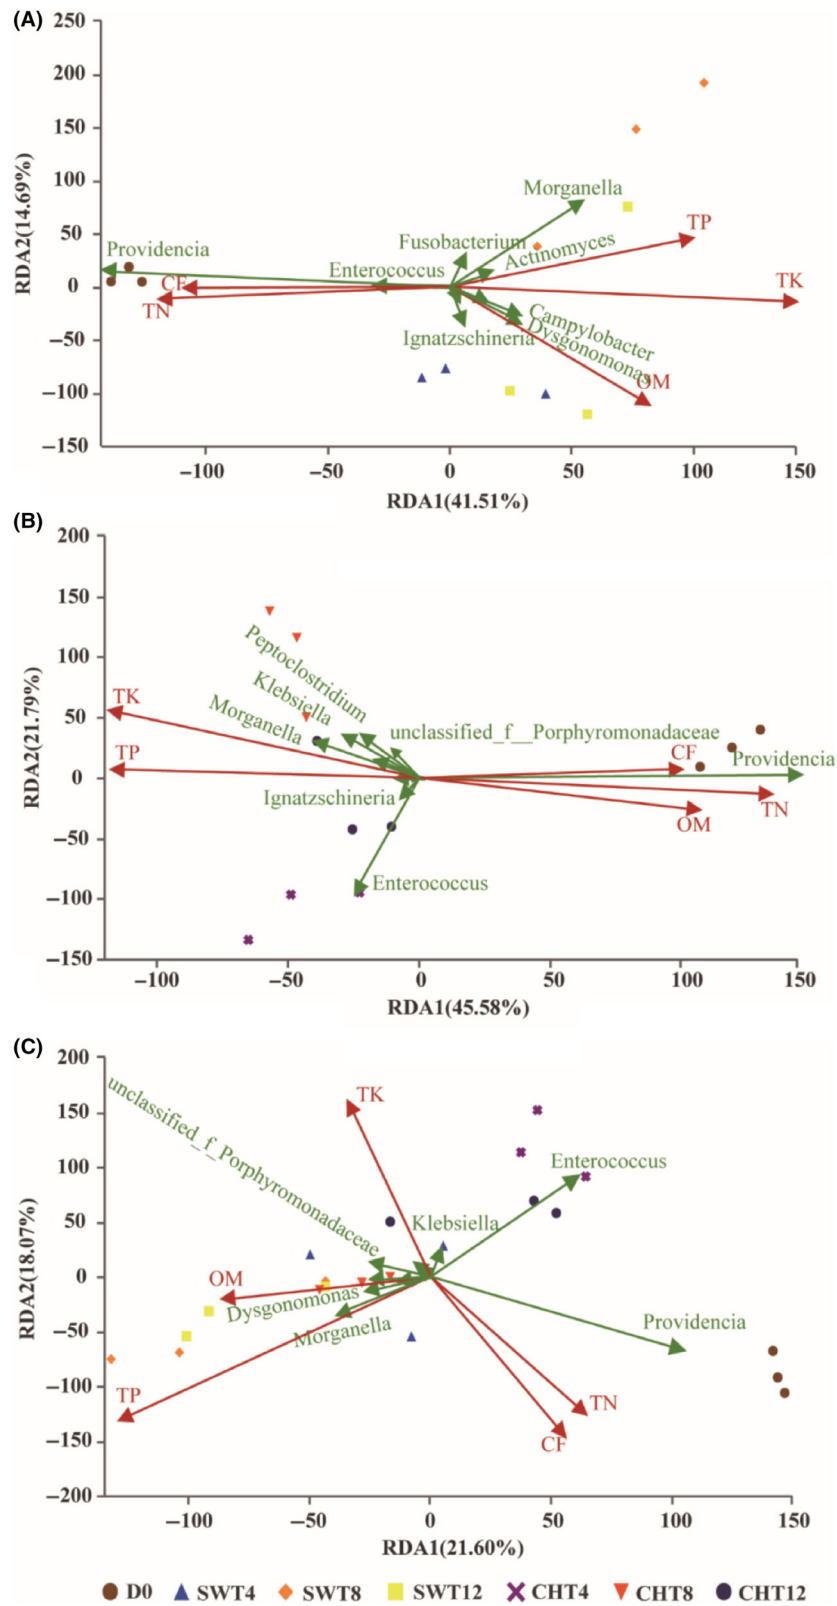 (A)
250
200
150
100
50
0
−50
−100
−150
RDA2(14.69%)
Morganella
TP
Fusobacterium
Actinomyces
Providencia
Enterococcus
CF
TK
TN
Campylobacter
Ignatzschineria
Dysgonomonas
OM
−100 −50 0 50 100 150
RDA1(41.51%)
(B)
200
150
100
50
0
−50
−100
−150
RDA2(21.79%)
Peptoclostridium
Klebsiella
TK
Morganella
unclassified_f__Porphyromonadaceae
TP
CF
Providencia
Ignatzschineria
TN
OM
Enterococcus
−100 −50 0 50 100 150
RDA1(45.58%)
(C)
200
150
100
50
0
−50
−100
−150
−200
RDA2(18.07%)
unclassified_f_Porphyromonadaceae
TK
Enterococcus
Klebsiella
OM
Dysgonomonas
Morganella
Providencia
TP
TN
CF
−100 −50 0 50 100 150
RDA1(21.60%)
D0 SWT4 SWT8 SWT12 CHT4 CHT8 CHT12